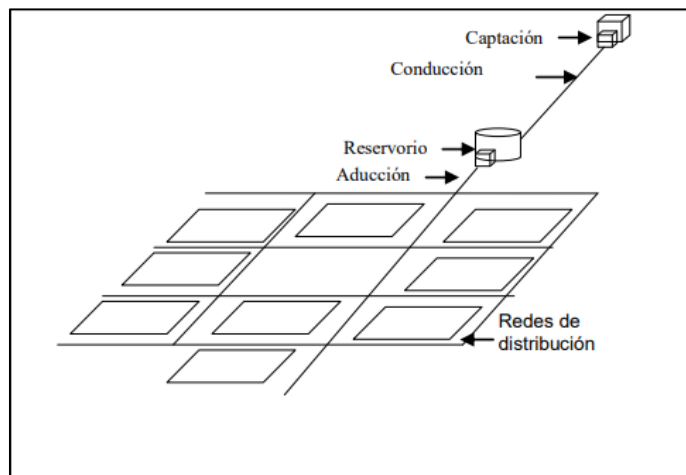 Captación
Conducción
Reservorio
Aducción
Redes de
distribución